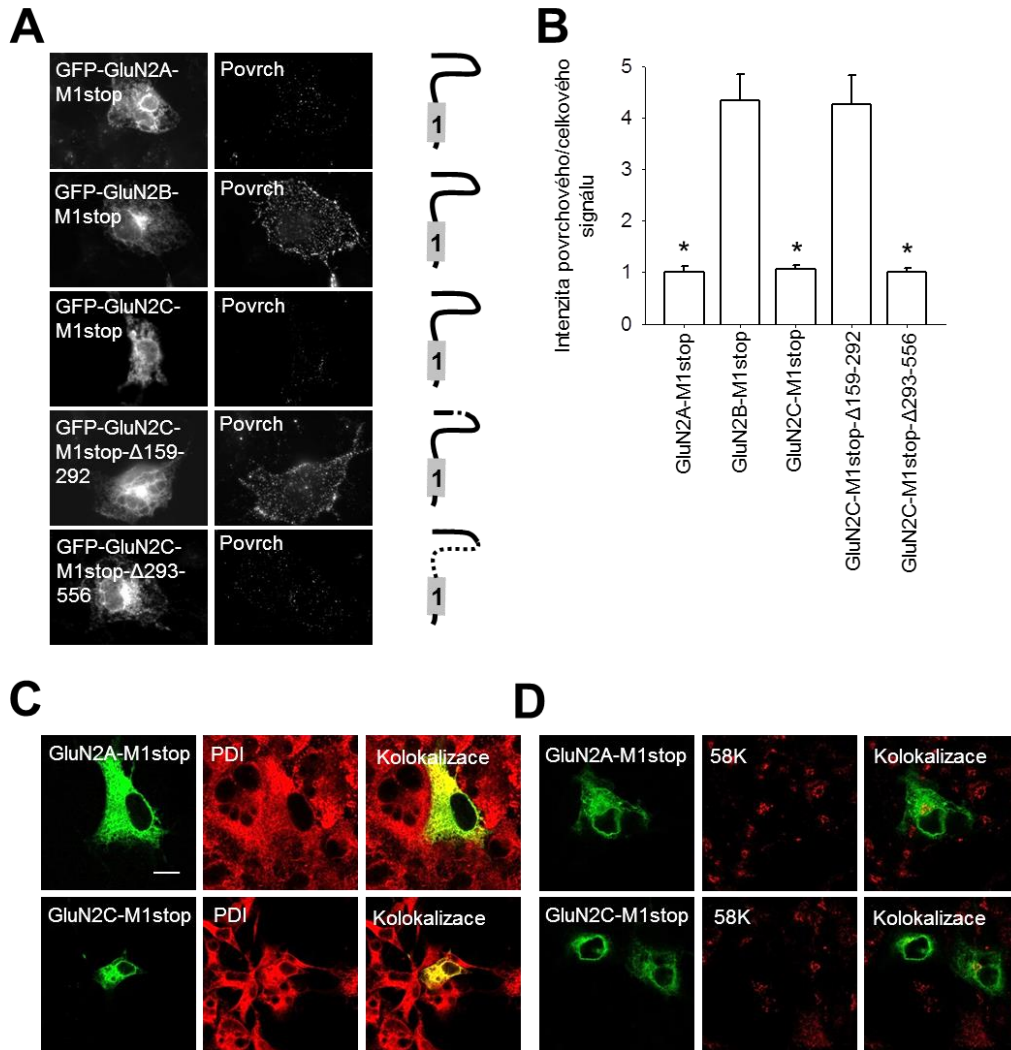 A
GFP-GluN2A-
M1stop
Povrch
1
GFP-GluN2B-
M1stop
Povrch
1
GFP-GluN2C-
M1stop
Povrch
1
GFP-GluN2C-
M1stop-Δ159-
292
Povrch
1
GFP-GluN2C-
M1stop-Δ293-
556
Povrch
1
B
Intenzita povrchového/celkového
signálu
5
4
3
2
1
0
*
*
*
GluN2A-M1stop
GluN2B-M1stop
GluN2C-M1stop
GluN2C-M1stop-Δ159-292
GluN2C-M1stop-Δ293-556
C
GluN2A-M1stop
PDI
Kolokalizace
GluN2C-M1stop
PDI
Kolokalizace
D
GluN2A-M1stop
58K
Kolokalizace
GluN2C-M1stop
58K
Kolokalizace